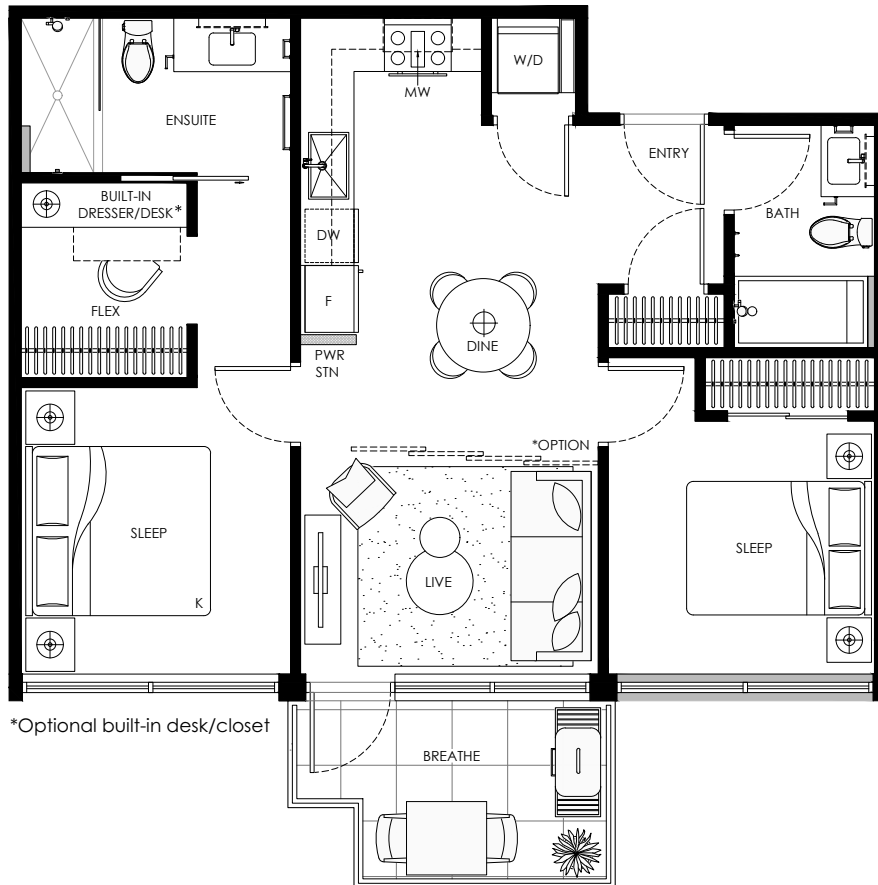 W/D
MW
ENSUITE
ENTRY
BUILT-IN
DRESSER/DESK*
BATH
DW
F
FLEX
DINE
PWR
STN
*OPTION
SLEEP
SLEEP
LIVE
K
*Optional built-in desk/closet
BREATHE